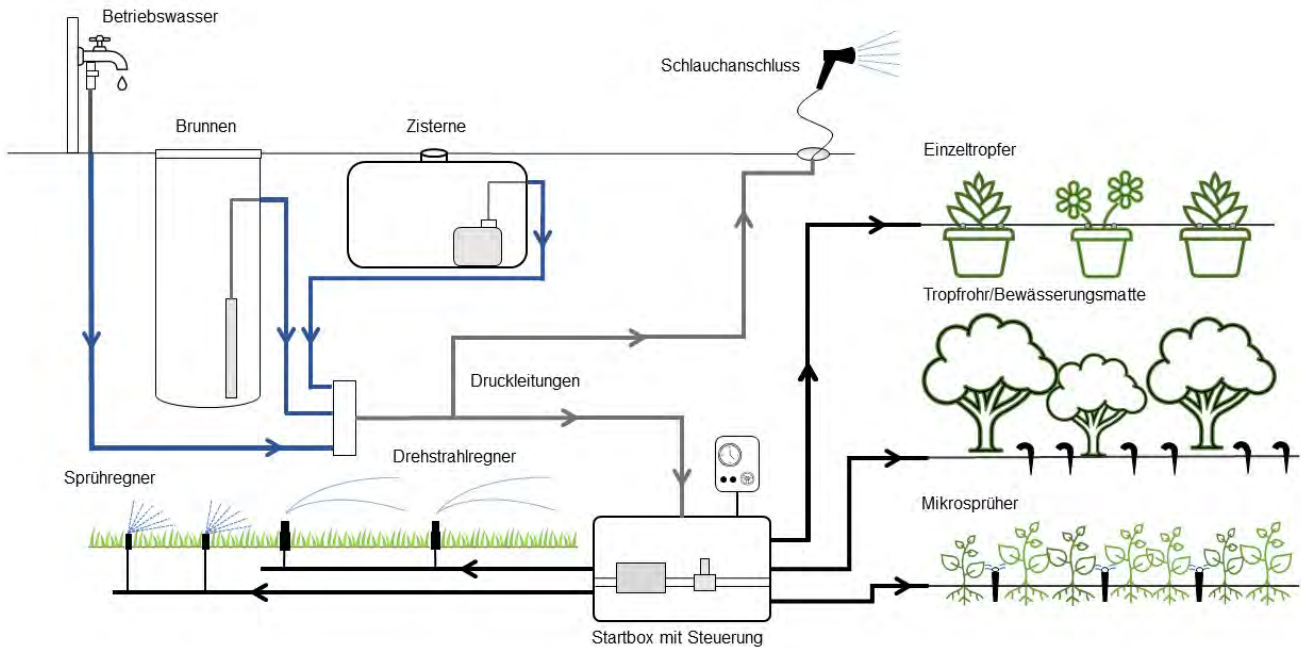 Betriebswasser
Schlauchanschluss
Brunnen
Zisterne
Einzeltropfer
Tropfrohr/Bewässerungsmatte
Druckleitungen
Drehstrahlregner
Sprühregner
Mikrosprüher
Startbox mit Steuerung